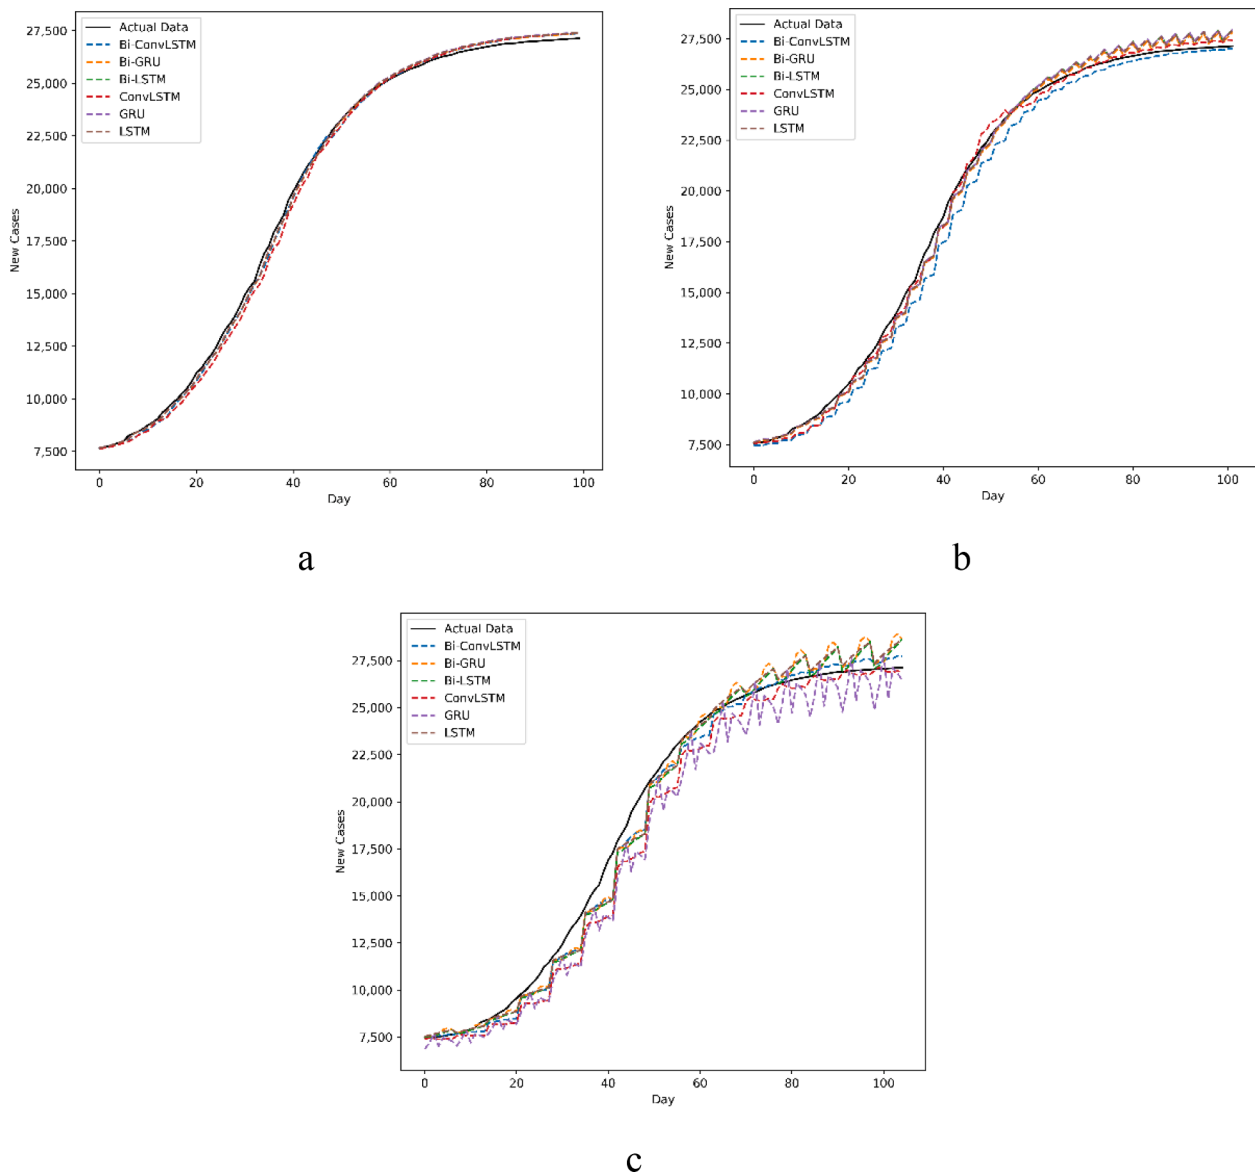 Actual Data
Bi-ConvLSTM
Bi-GRU
Bi-LSTM
ConvLSTM
GRU
LSTM
27,500
25,000
22,500
20,000
17,500
15,000
12,500
10,000
7,500
New Cases
0 20 40 60 80 100
Day
a
Actual Data
Bi-ConvLSTM
Bi-GRU
Bi-LSTM
ConvLSTM
GRU
LSTM
27,500
25,000
22,500
20,000
17,500
15,000
12,500
10,000
7,500
New Cases
0 20 40 60 80 100
Day
b
Actual Data
Bi-ConvLSTM
Bi-GRU
Bi-LSTM
ConvLSTM
GRU
LSTM
27,500
25,000
22,500
20,000
17,500
15,000
12,500
10,000
7,500
New Cases
0 20 40 60 80 100
Day
c